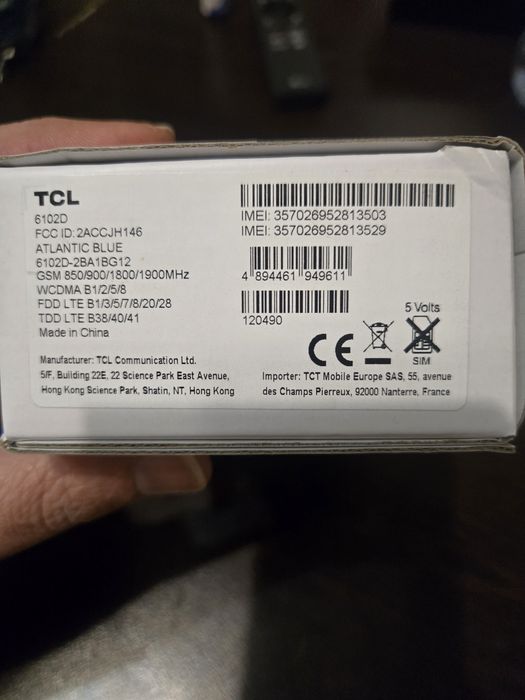 TCL
6102D
FCC ID: 2ACCJH146
ATLANTIC BLUE
6102D-2BA1BG12
GSM 850/900/1800/1900MHz
WCDMA B1/2/5/8
FDD LTE B1/3/5/7/8/20/28
TDD LTE B38/40/41
Made in China
Manufacturer: TCL Communication Ltd.
5/F, Building 22E, 22 Science Park East Avenue,
Hong Kong Science Park, Shatin, NT, Hong Kong
IMEI: 357026952813503
IMEI: 357026952813529
4 894461 949611
120490
CE
5 Volts
SIM
Importer: TCT Mobile Europe SAS, 55, avenue
des Champs Pierreux, 92000 Nanterre, France